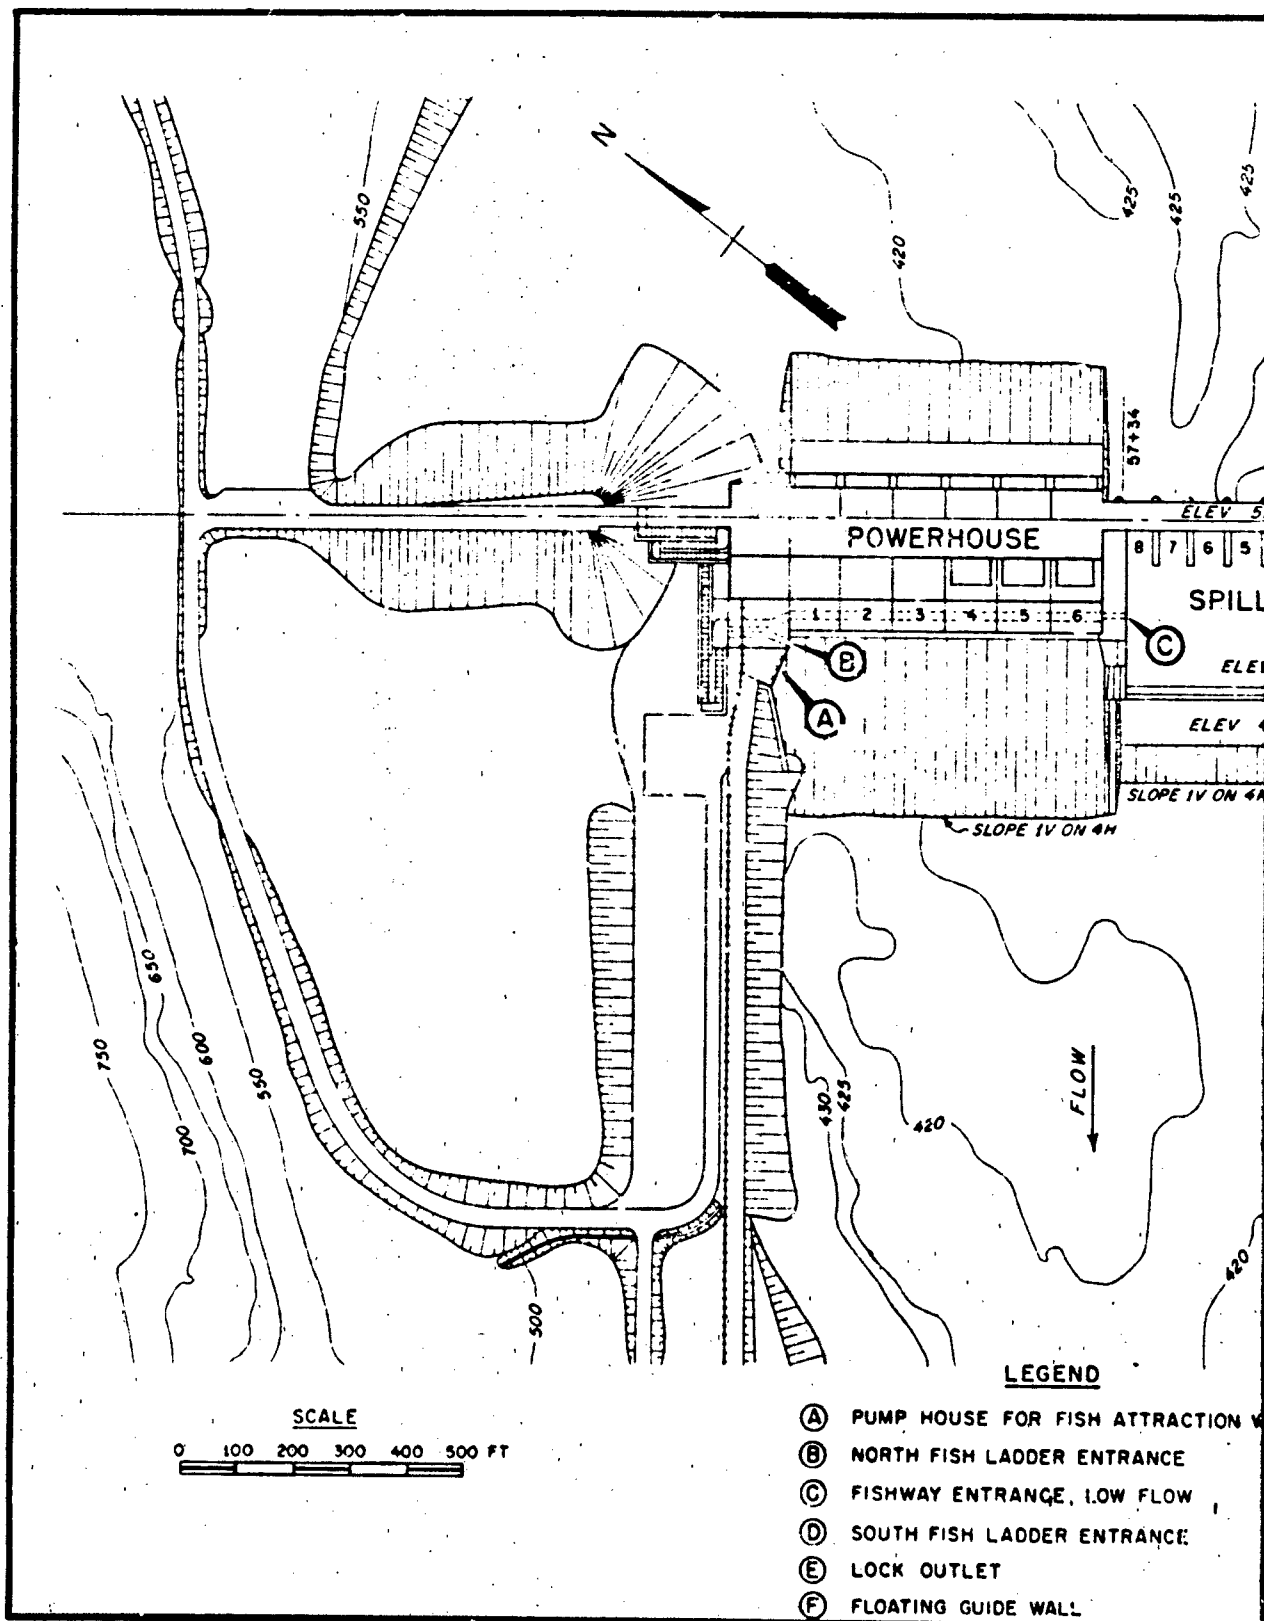 N
550
420
425
425
425
57+34
ELEV 5
POWERHOUSE
8 7 6 5
SPILL
1 2 3 4 5 6
C
B
A
ELE
ELEV 4
SLOPE 1V ON 4H
SLOPE 1V ON 4H
750
650
600
550
700
430
425
420
FLOW
420
500
SCALE
0 100 200 300 400 500 FT
LEGEND
A PUMP HOUSE FOR FISH ATTRACTION
B NORTH FISH LADDER ENTRANCE
C FISHWAY ENTRANCE, LOW FLOW
D SOUTH FISH LADDER ENTRANCE
E LOCK OUTLET
F FLOATING GUIDE WALL